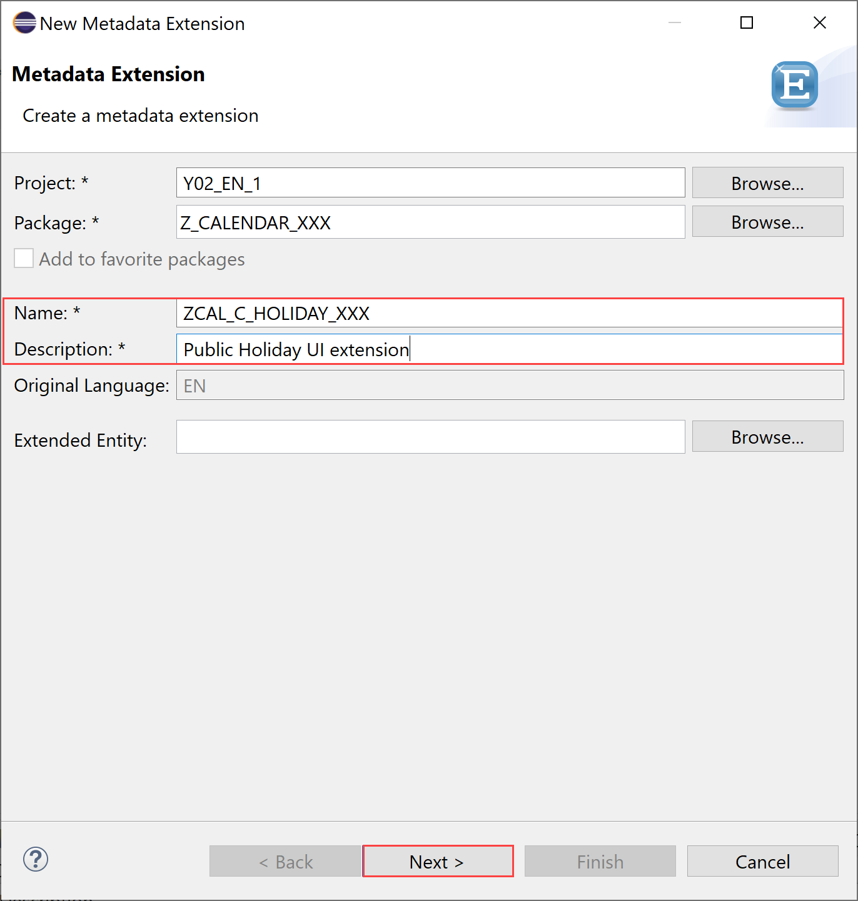 New Metadata Extension
Metadata Extension
E
Create a metadata extension
Project: * Y02_EN_1 Browse...
Package: * Z_CALENDAR_XXX Browse...
Add to favorite packages
Name: * ZCAL_C_HOLIDAY_XXX
Description: * Public Holiday UI extension
Original Language: EN
Extended Entity: Browse...
? < Back Next > Finish Cancel